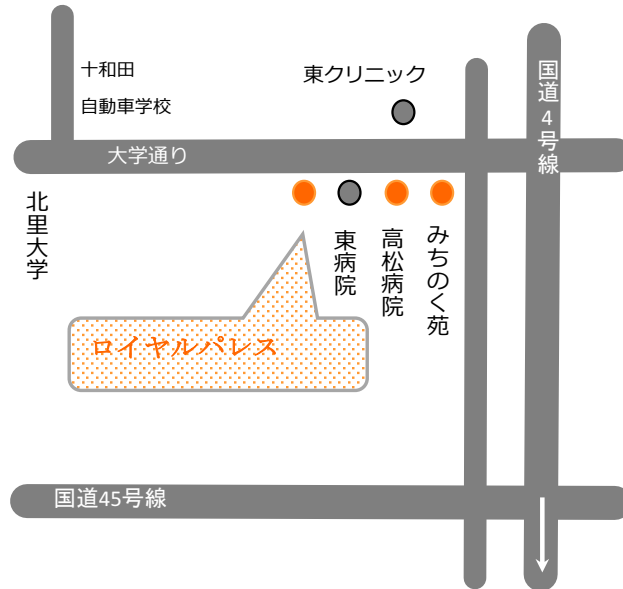 十和田
自動車学校
東クリニック
国道4号線
大学通り
北里大学
東病院
高松病院
みちのく苑
ロイヤルパレス
国道45号線